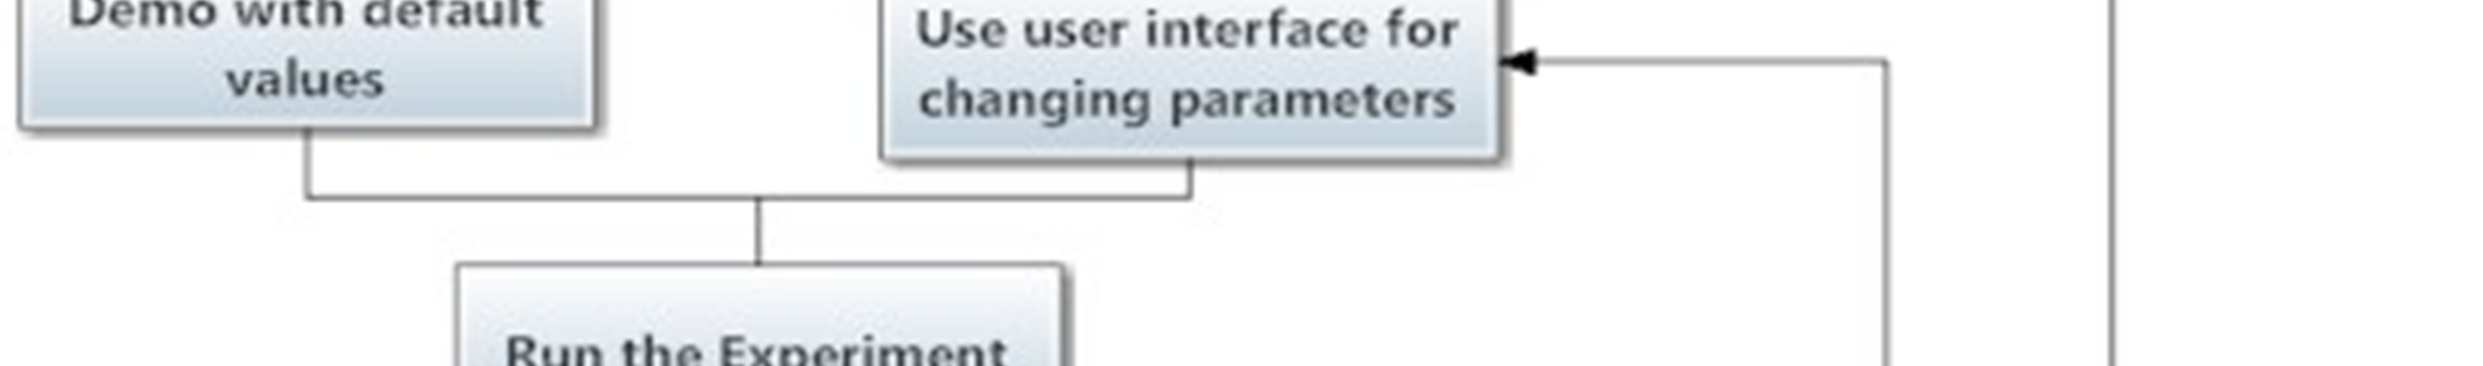 Demo with default
values
Use user interface for
changing parameters
Run the Experiment